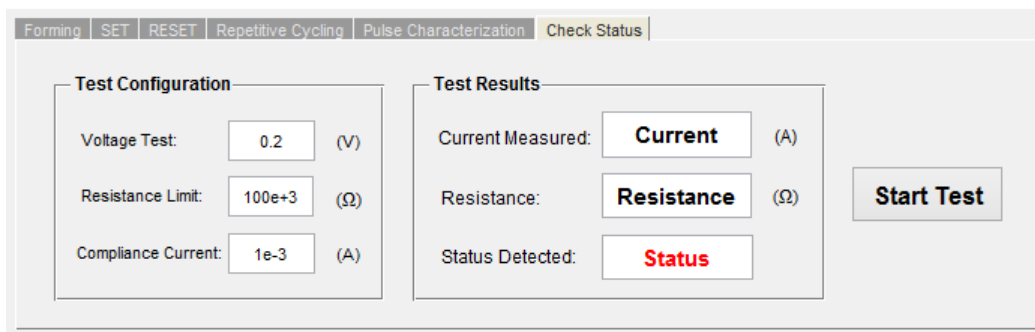 Forming SET RESET Repetitive Cycling Pulse Characterization Check Status
Test Configuration
Voltage Test: 0.2 (V)
Resistance Limit: 100e+3 (Ω)
Compliance Current: 1e-3 (A)
Test Results
Current Measured: Current (A)
Resistance: Resistance (Ω)
Status Detected: Status
Start Test